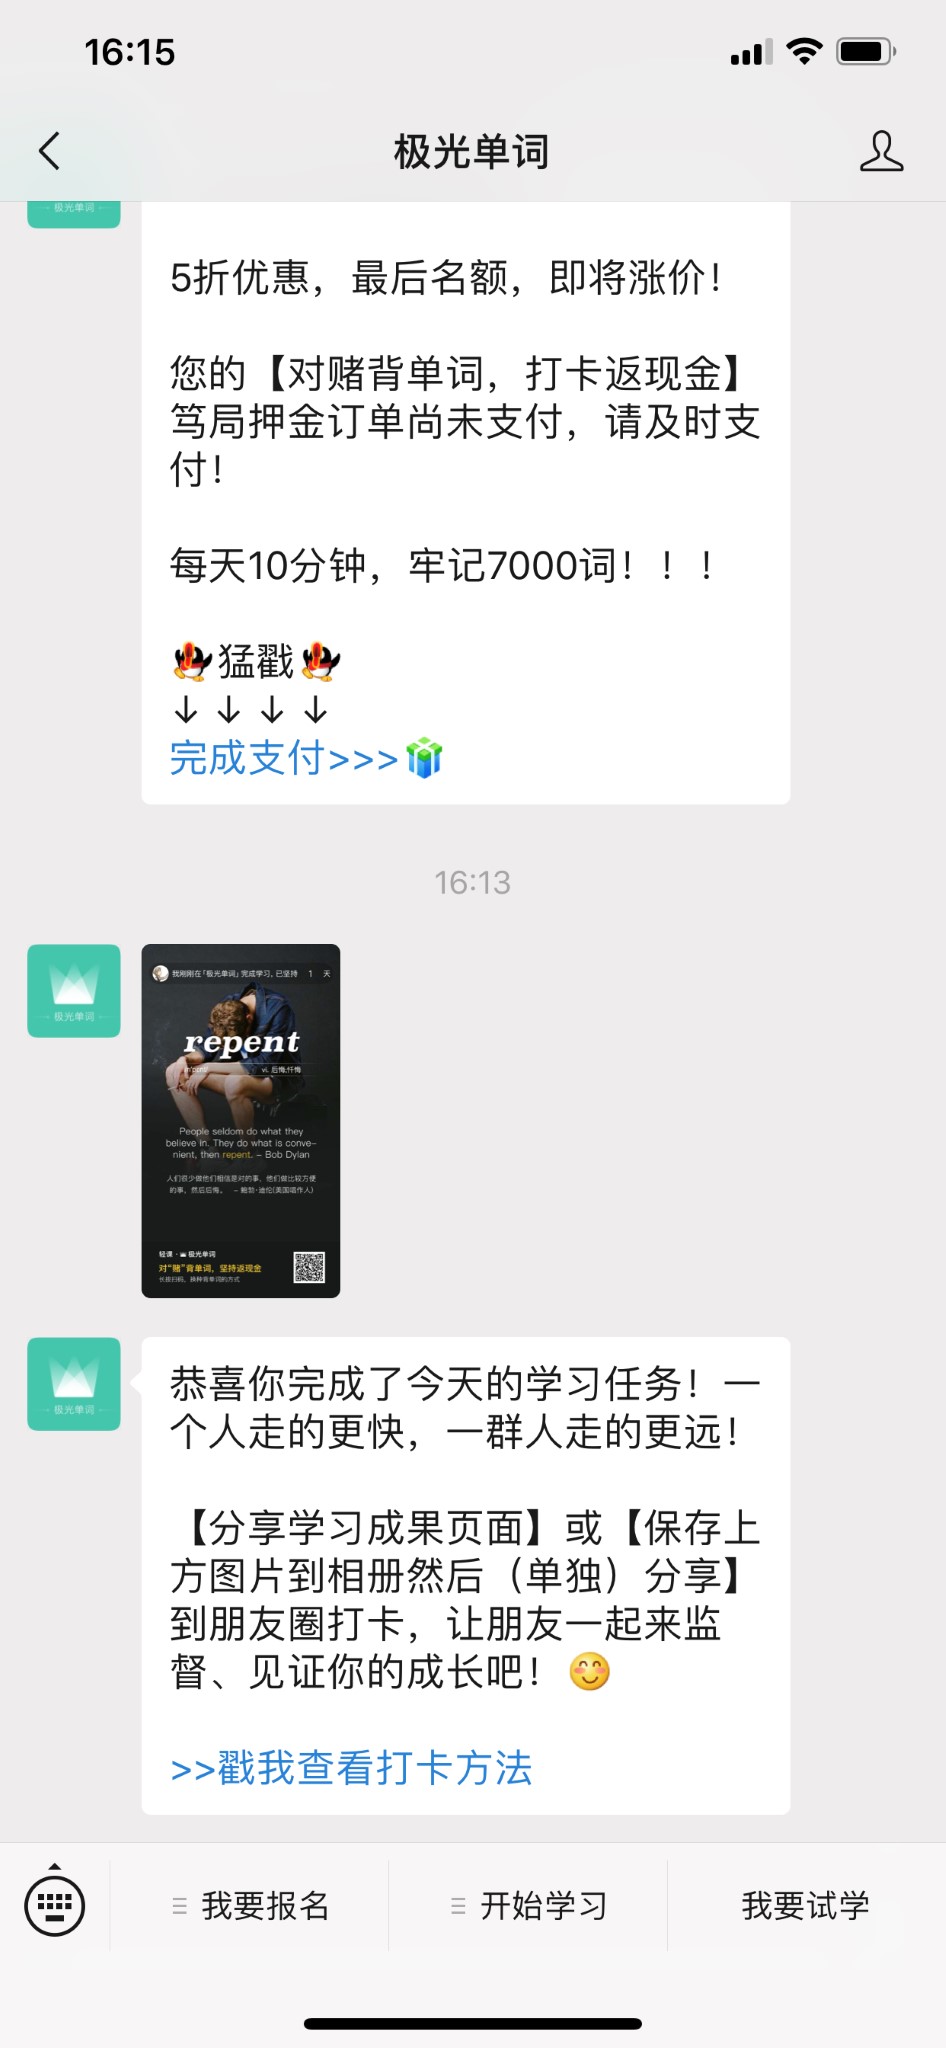 16:15
极光单词
极光单词
5折优惠，最后名额，即将涨价！
您的【对赌背单词，打卡返现金】
笃局押金订单尚未支付，请及时支
付！
每天10分钟，牢记7000词！！！
猛戳
↓ ↓ ↓ ↓
完成支付>>>
16:13
极光单词
我刚刚在「极光单词」完成学习，已坚持 1 天
repent
vi. 后悔,忏悔
People seldom do what they
believe in. They do what is conve-
nient, then repent. – Bob Dylan
人们很少做他们相信是对的事，他们做比较方便
的事，然后后悔。 – 鲍勃·迪伦(美国唱作人)
轻课 · 极光单词
对“赌”背单词，坚持返现金
长按扫码，换种背单词的方式
极光单词
恭喜你完成了今天的学习任务！一
个人走的更快，一群人走的更远！
【分享学习成果页面】或【保存上
方图片到相册然后（单独）分享】
到朋友圈打卡，让朋友一起来监
督、见证你的成长吧！
>>戳我查看打卡方法
我要报名
开始学习
我要试学